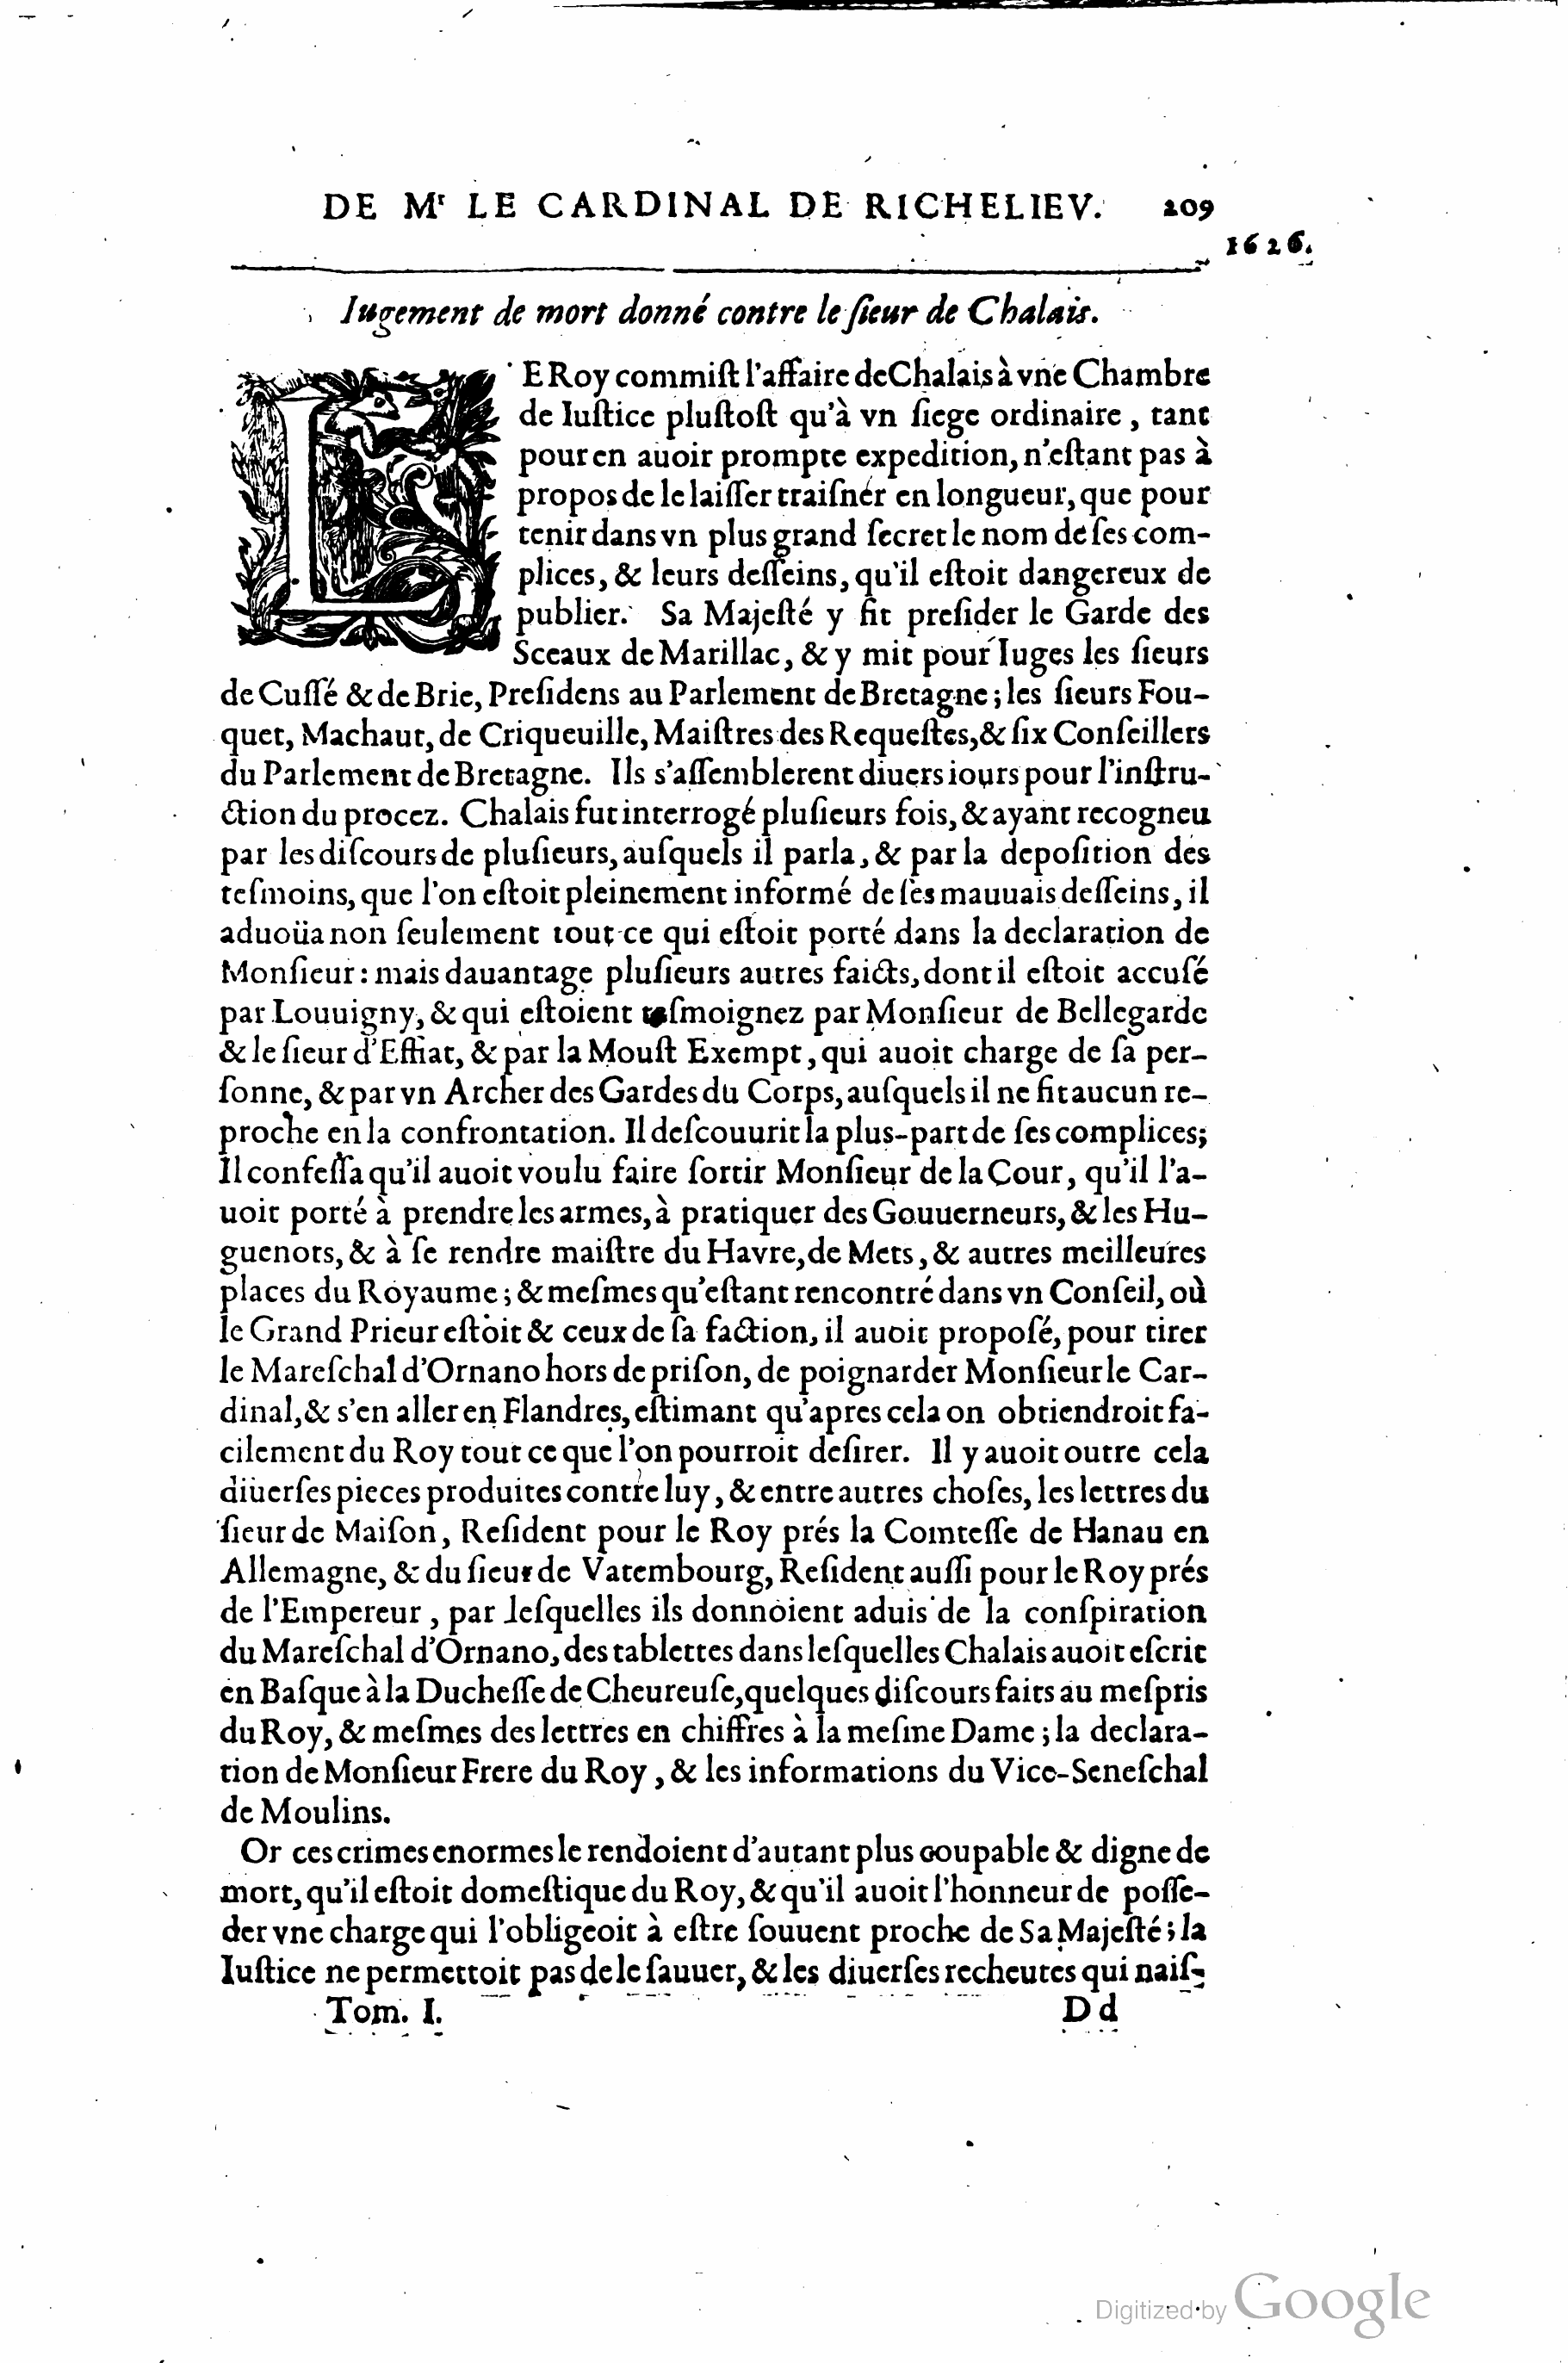 DE Mr LE CARDINAL DE RICHELIEV. 209
1626.
Iugement de mort donné contre le ſieur de Chalais.
LE Roy commiſt l'affaire de Chalais à vne Chambre
de Iuſtice pluſtoſt qu'à vn ſiege ordinaire, tant
pour en auoir prompte expedition, n'eſtant pas à
propos de le laiſſer traiſner en longueur, que pour
tenir dans vn plus grand ſecret le nom de ſes com-
plices, & leurs deſſeins, qu'il eſtoit dangereux de
publier. Sa Majeſté y fit preſider le Garde des
Sceaux de Marillac, & y mit pour Iuges les ſieurs
de Cuſſé & de Brie, Preſidens au Parlement de Bretagne; les ſieurs Fou-
quet, Machaut, de Criqueuille, Maiſtres des Requeſtes, & ſix Conſeillers
du Parlement de Bretagne. Ils s'aſſemblerent diuers iours pour l'inſtru-
ction du procez. Chalais fut interrogé pluſieurs fois, & ayant recogneu
par les diſcours de pluſieurs, auſquels il parla, & par la depoſition des
teſmoins, que l'on eſtoit pleinement informé de ſes mauuais deſſeins, il
aduoüa non ſeulement tout ce qui eſtoit porté dans la declaration de
Monſieur: mais dauantage pluſieurs autres faicts, dont il eſtoit accuſé
par Louuigny, & qui eſtoient teſmoignez par Monſieur de Bellegarde
& le ſieur d'Effiat, & par la Mouſt Exempt, qui auoit charge de ſa per-
ſonne, & par vn Archer des Gardes du Corps, auſquels il ne fit aucun re-
proche en la confrontation. Il deſcouurit la plus-part de ſes complices;
Il confeſſa qu'il auoit voulu faire ſortir Monſieur de la Cour, qu'il l'a-
uoit porté à prendre les armes, à pratiquer des Gouuerneurs, & les Hu-
guenots, & à ſe rendre maiſtre du Havre, de Mets, & autres meilleures
places du Royaume; & meſmes qu'eſtant rencontré dans vn Conſeil, où
le Grand Prieur eſtoit & ceux de ſa faction, il auoit propoſé, pour tirer
le Mareſchal d'Ornano hors de priſon, de poignarder Monſieur le Car-
dinal, & s'en aller en Flandres, eſtimant qu'apres cela on obtiendroit fa-
cilement du Roy tout ce que l'on pourroit deſirer. Il y auoit outre cela
diuerſes pieces produites contre luy, & entre autres choſes, les lettres du
ſieur de Maiſon, Reſident pour le Roy prés la Comteſſe de Hanau en
Allemagne, & du ſieur de Vatembourg, Reſident auſſi pour le Roy prés
de l'Empereur, par leſquelles ils donnoient aduis de la conſpiration
du Mareſchal d'Ornano, des tablettes dans leſquelles Chalais auoit eſcrit
en Baſque à la Ducheſſe de Cheureuſe, quelques diſcours faits au meſpris
du Roy, & meſmes des lettres en chiffres à la meſme Dame; la declara-
tion de Monſieur Frere du Roy, & les informations du Vice-Seneſchal
de Moulins.
Or ces crimes enormes le rendoient d'autant plus coupable & digne de
mort, qu'il eſtoit domeſtique du Roy, & qu'il auoit l'honneur de poſſe-
der vne charge qui l'obligeoit à eſtre ſouuent proche de Sa Majeſté; la
Iuſtice ne permettoit pas de le ſauuer, & les diuerſes recheutes qui naiſ-
Tom. I. Dd
Digitized by Google